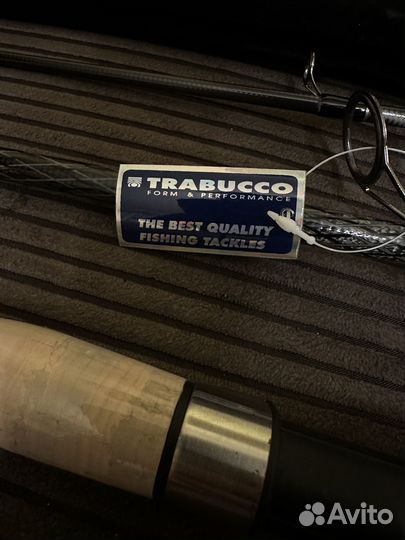 TRABUCCO
FORM & PERFORMANCE
THE BEST QUALITY
FISHING TACKLES
Avito